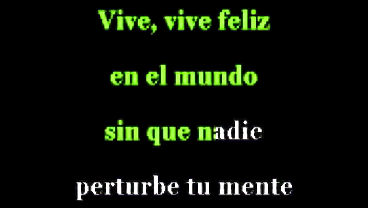 Vive, vive feliz
en el mundo
sin que nadie
perturbe tu mente